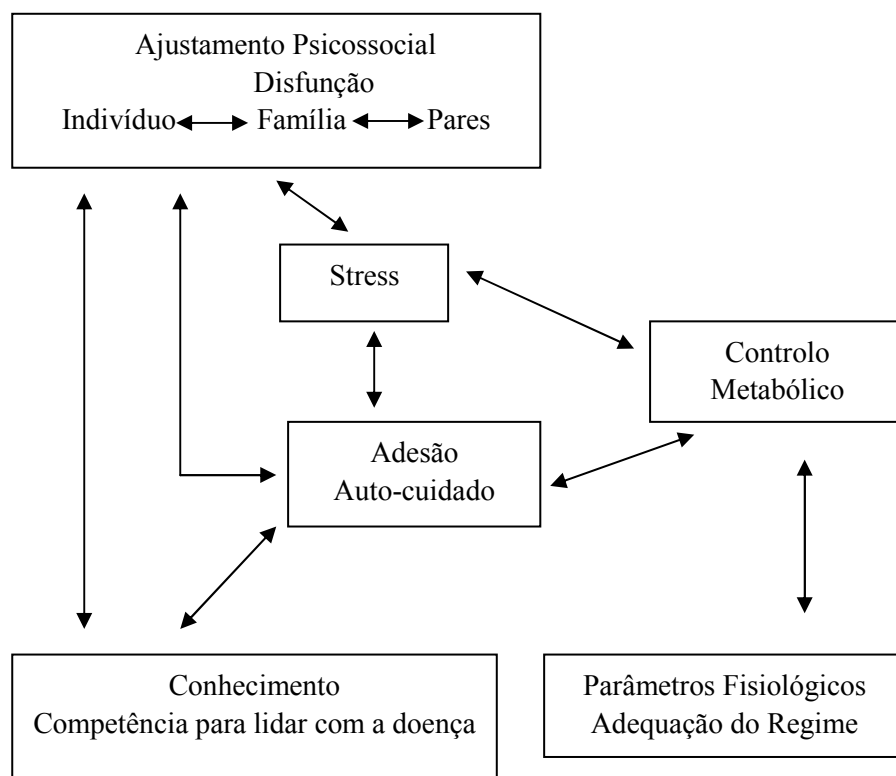 Ajustamento Psicossocial
Disfunção
Indivíduo Família Pares
Stress
Controlo
Metabólico
Adesão
Auto-cuidado
Conhecimento
Competência para lidar com a doença
Parâmetros Fisiológicos
Adequação do Regime